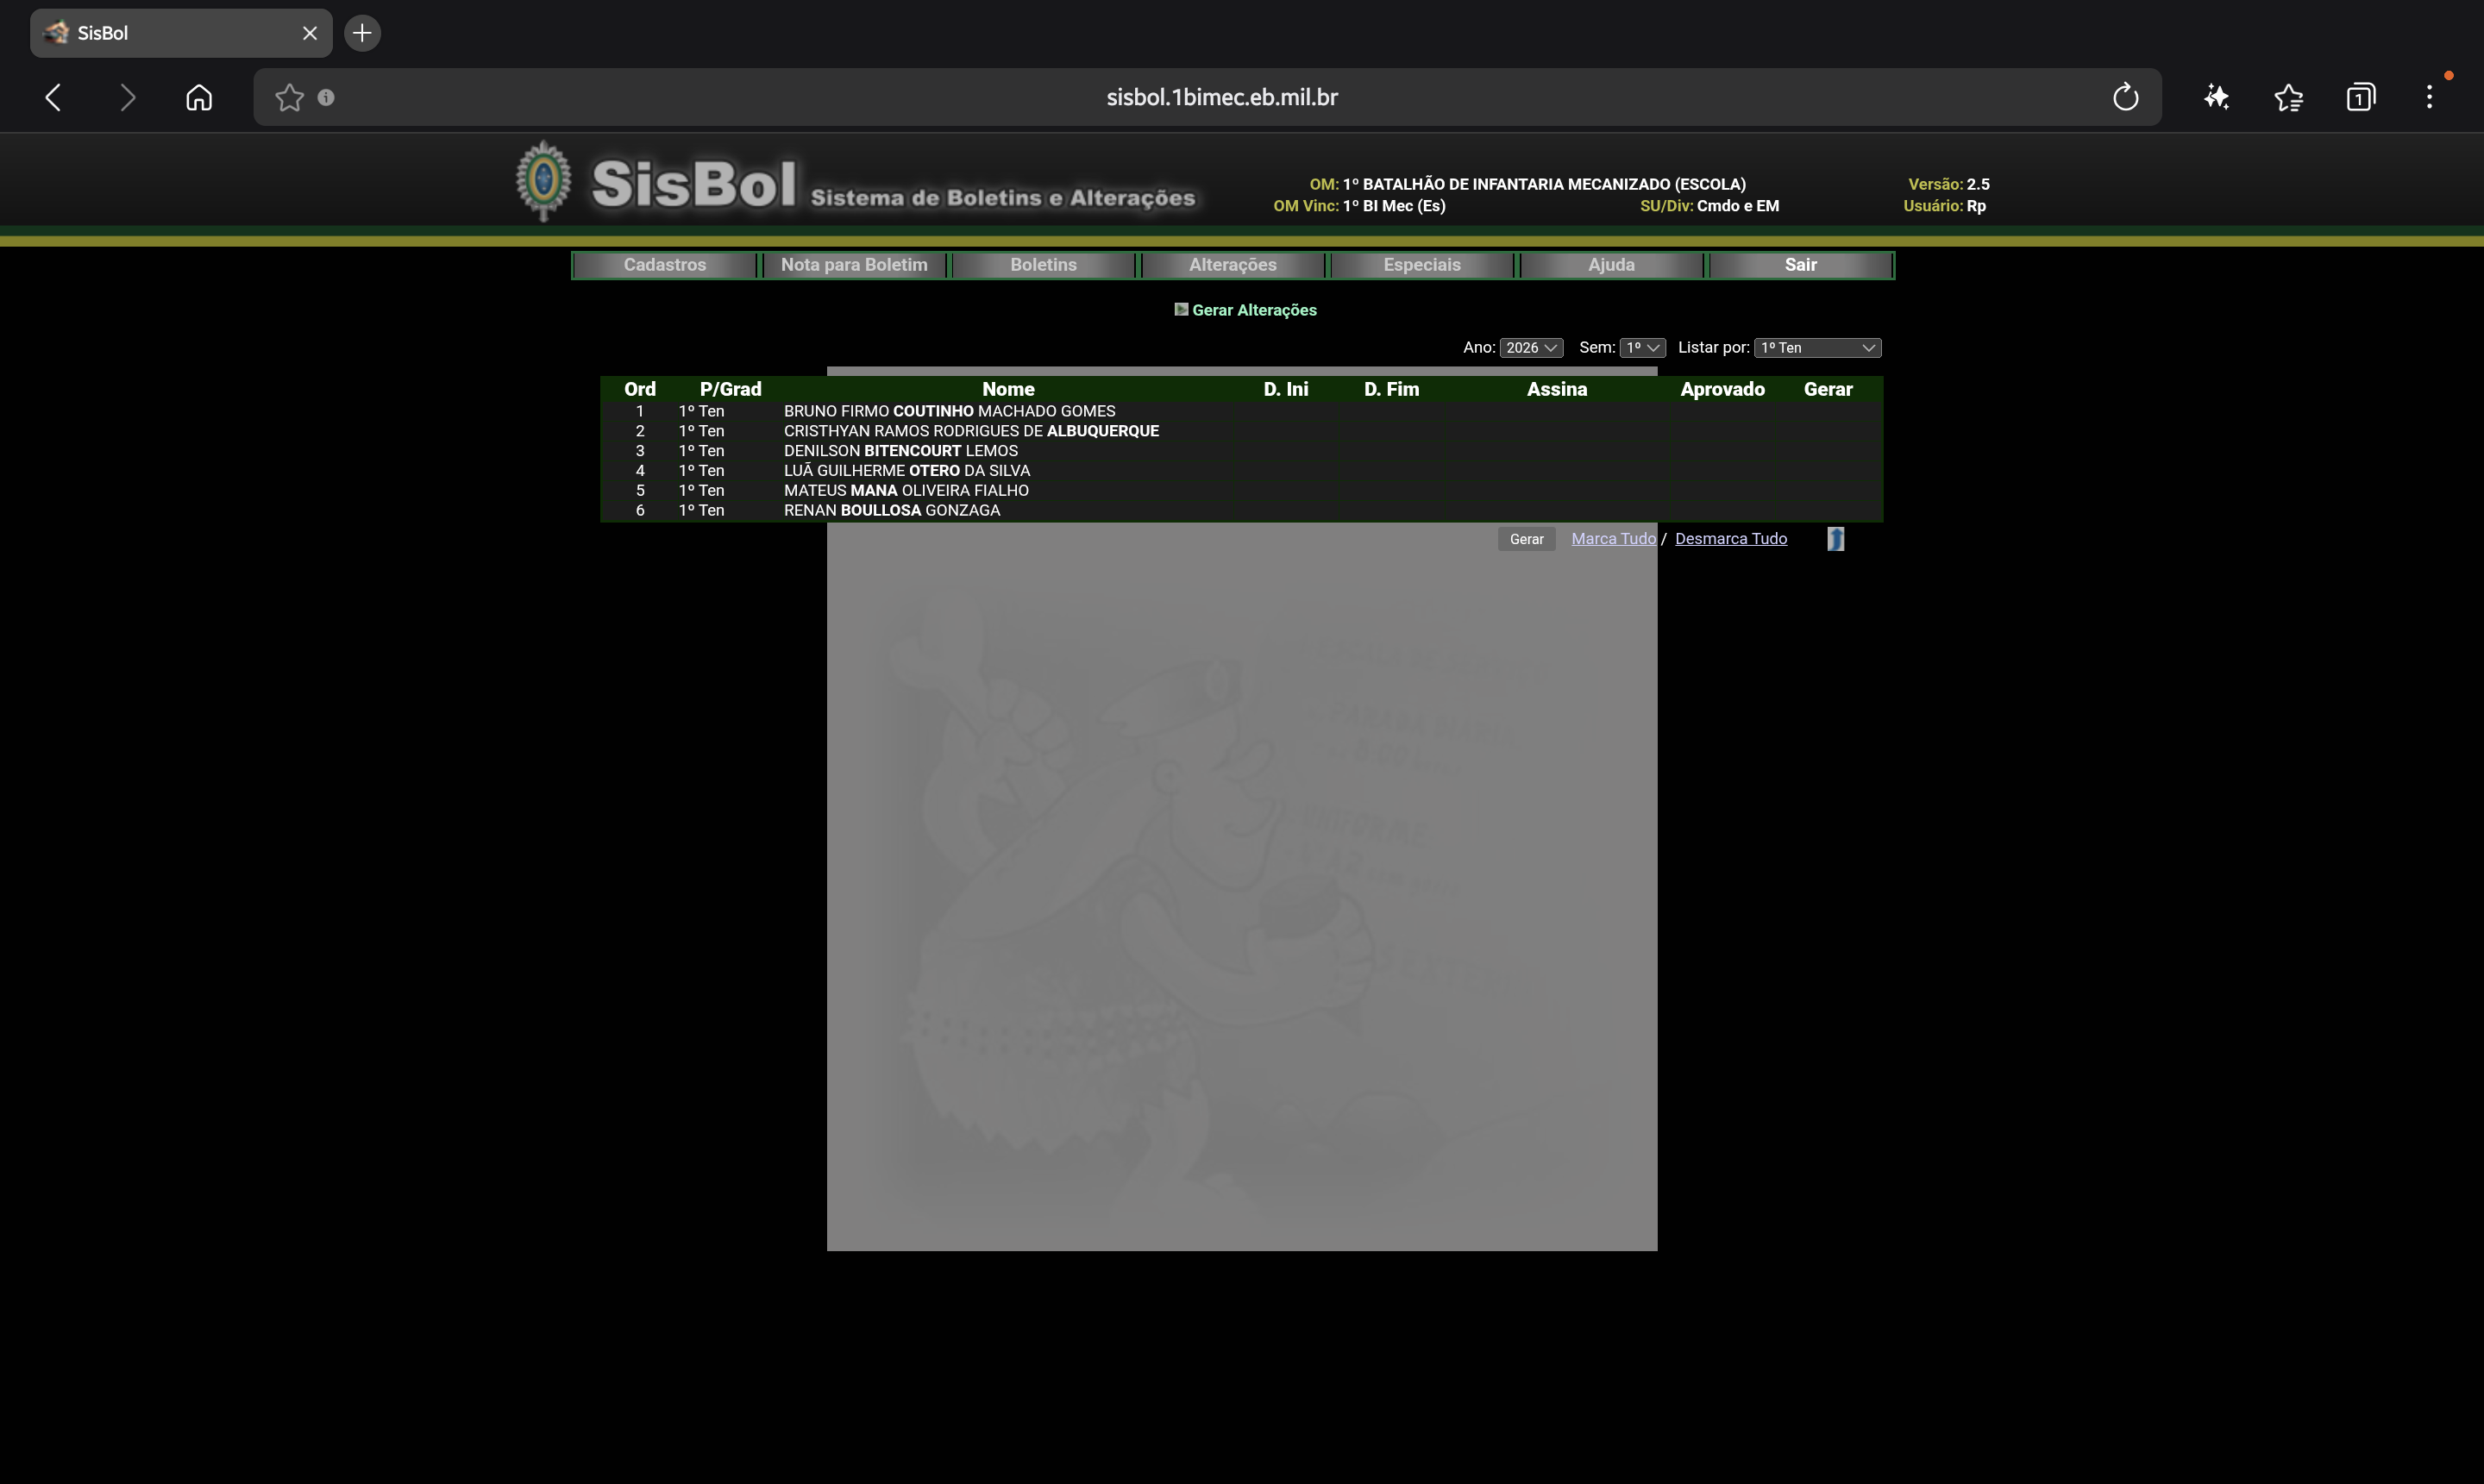 SisBol
sisbol.1bimec.eb.mil.br
1
SisBol Sistema de Boletins e Alterações
OM: 1º BATALHÃO DE INFANTARIA MECANIZADO (ESCOLA) Versão: 2.5
OM Vinc: 1º BI Mec (Es) SU/Div: Cmdo e EM Usuário: Rp
Cadastros Nota para Boletim Boletins Alterações Especiais Ajuda Sair
Gerar Alterações
Ano: 2026 Sem: 1º Listar por: 1º Ten
Ord P/Grad Nome D. Ini D. Fim Assina Aprovado Gerar
1 1º Ten BRUNO FIRMO COUTINHO MACHADO GOMES
2 1º Ten CRISTHYAN RAMOS RODRIGUES DE ALBUQUERQUE
3 1º Ten DENILSON BITENCOURT LEMOS
4 1º Ten LUÃ GUILHERME OTERO DA SILVA
5 1º Ten MATEUS MANA OLIVEIRA FIALHO
6 1º Ten RENAN BOULLOSA GONZAGA
Gerar Marca Tudo / Desmarca Tudo